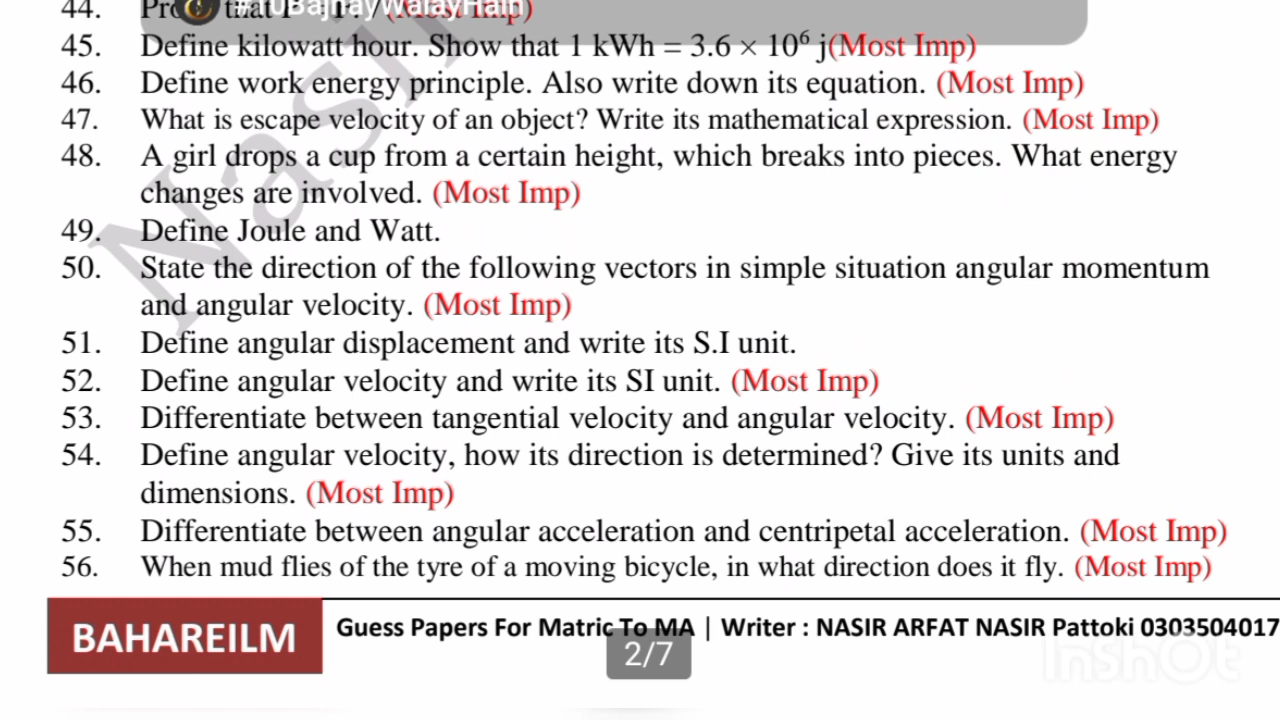 #10BajnayWalayHain
44. that
45. Define kilowatt hour. Show that 1 kWh = 3.6 × 10⁶ j(Most Imp)
46. Define work energy principle. Also write down its equation. (Most Imp)
47. What is escape velocity of an object? Write its mathematical expression. (Most Imp)
48. A girl drops a cup from a certain height, which breaks into pieces. What energy
changes are involved. (Most Imp)
49. Define Joule and Watt.
50. State the direction of the following vectors in simple situation angular momentum
and angular velocity. (Most Imp)
51. Define angular displacement and write its S.I unit.
52. Define angular velocity and write its SI unit. (Most Imp)
53. Differentiate between tangential velocity and angular velocity. (Most Imp)
54. Define angular velocity, how its direction is determined? Give its units and
dimensions. (Most Imp)
55. Differentiate between angular acceleration and centripetal acceleration. (Most Imp)
56. When mud flies of the tyre of a moving bicycle, in what direction does it fly. (Most Imp)
BAHAREILM Guess Papers For Matric To MA | Writer : NASIR ARFAT NASIR Pattoki 0303504017
2/7
InShOt
Nasir